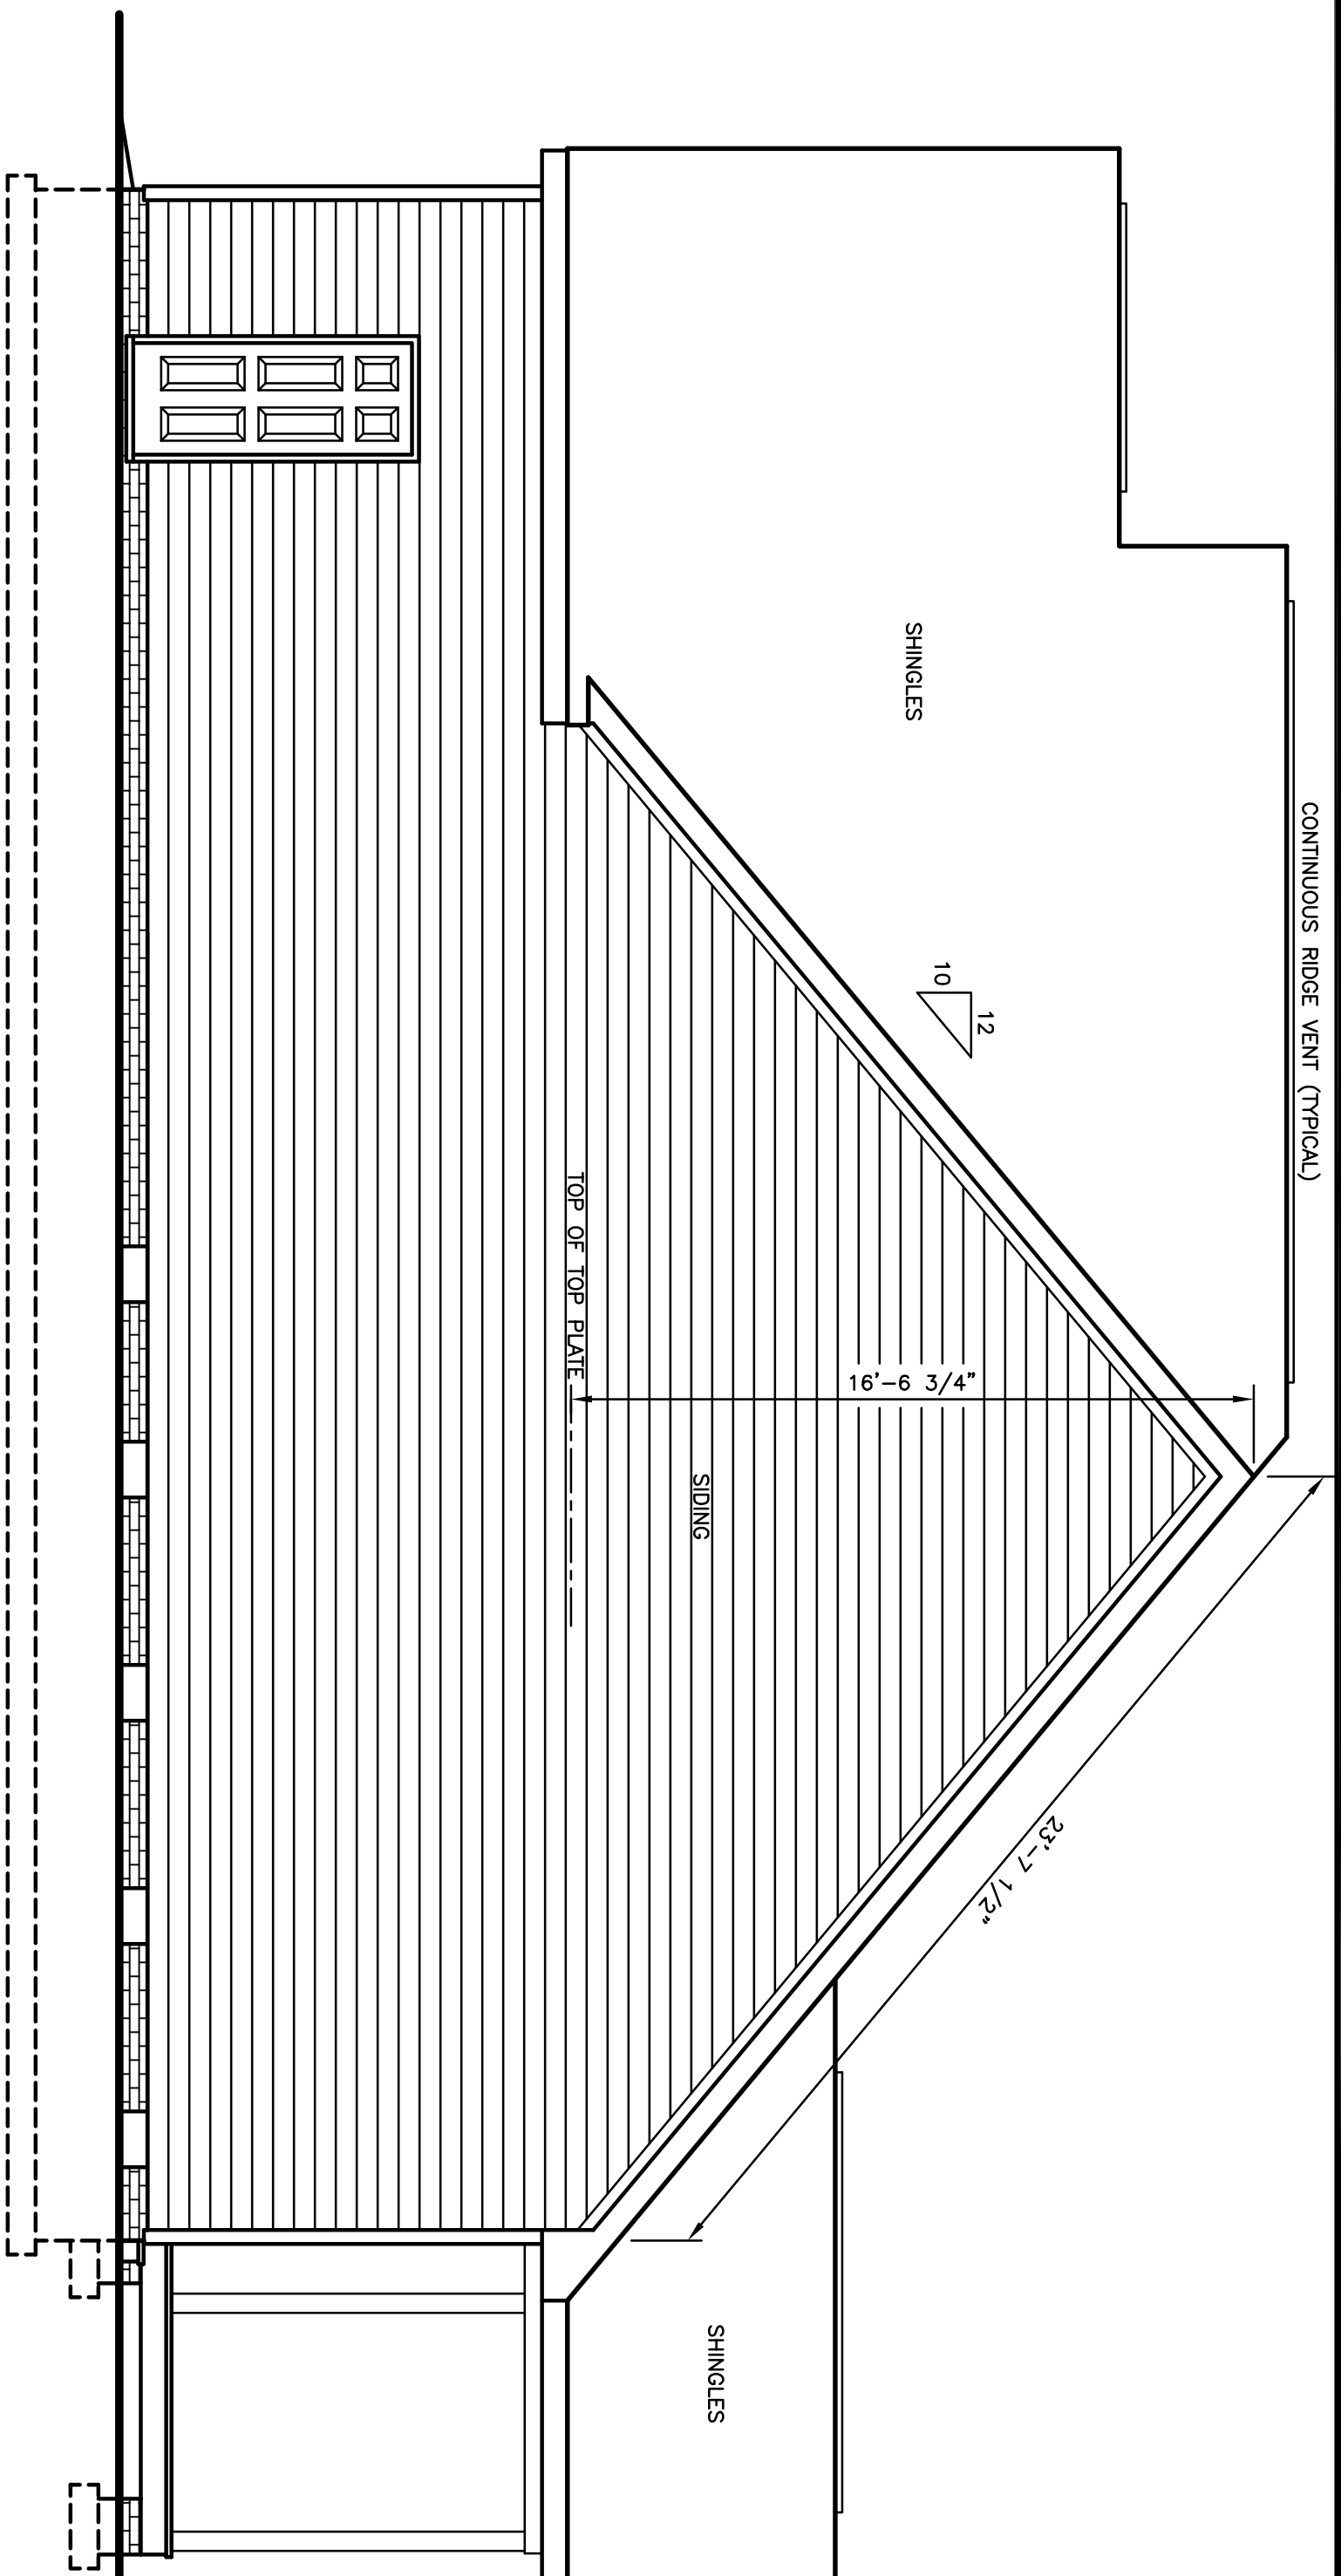 CONTINUOUS RIDGE VENT (TYPICAL)
SHINGLES
12
10
16'-6 3/4"
23'-7 1/2"
TOP OF TOP PLATE
SIDING
SHINGLES